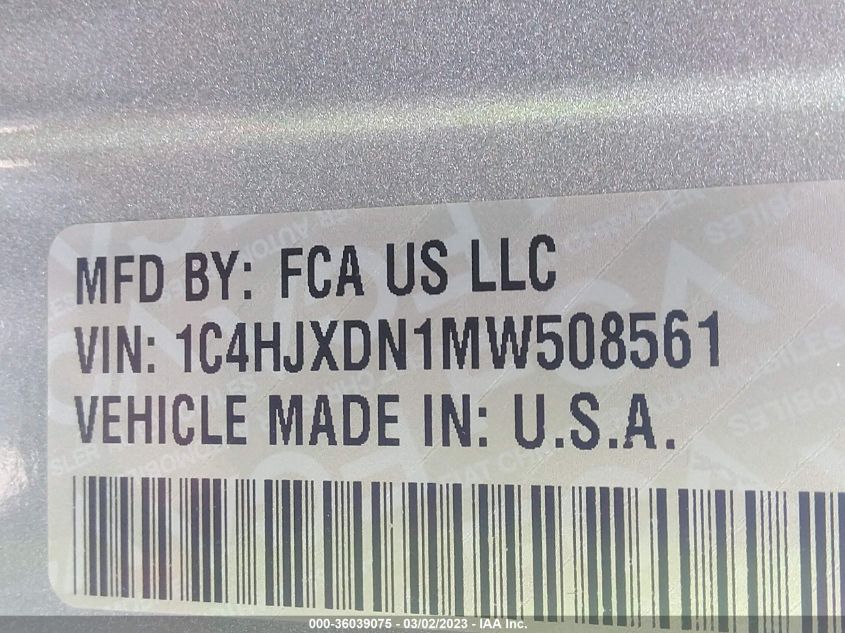 MFD BY: FCA US LLC
VIN: 1C4HJXDN1MW508561
VEHICLE MADE IN: U.S.A.
000-36039075 - 03/02/2023 - IAA Inc.